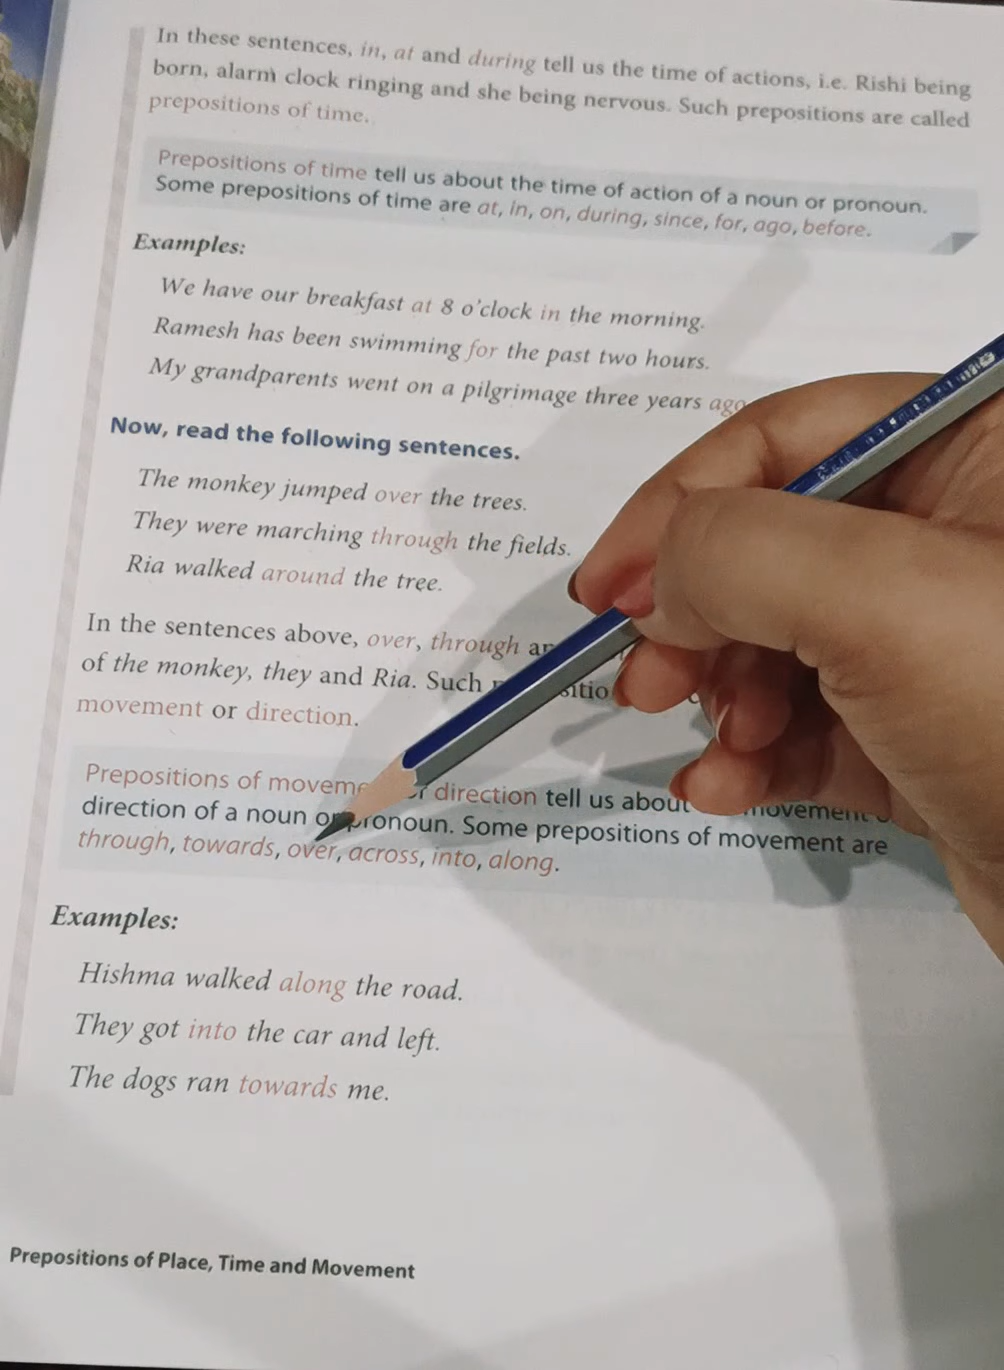 In these sentences, in, at and during tell us the time of actions, i.e. Rishi being
born, alarm clock ringing and she being nervous. Such prepositions are called
prepositions of time.
Prepositions of time tell us about the time of action of a noun or pronoun.
Some prepositions of time are at, in, on, during, since, for, ago, before.
Examples:
We have our breakfast at 8 o'clock in the morning.
Ramesh has been swimming for the past two hours.
My grandparents went on a pilgrimage three years ago
Now, read the following sentences.
The monkey jumped over the trees.
They were marching through the fields.
Ria walked around the tree.
In the sentences above, over, through
of the monkey, they and Ria. Such
movement or direction.
Prepositions of direction tell us about movement
direction of a noun or pronoun. Some prepositions of movement are
through, towards, over, across, into, along.
Examples:
Hishma walked along the road.
They got into the car and left.
The dogs ran towards me.
Prepositions of Place, Time and Movement